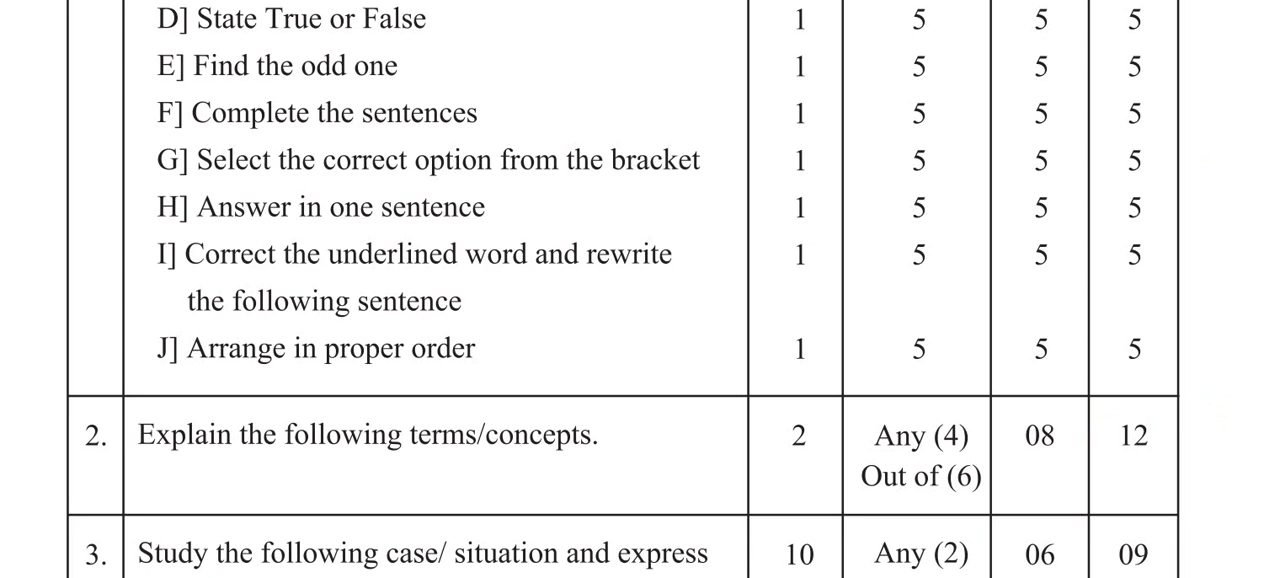 D] State True or False 1 5 5 5
E] Find the odd one 1 5 5 5
F] Complete the sentences 1 5 5 5
G] Select the correct option from the bracket 1 5 5 5
H] Answer in one sentence 1 5 5 5
I] Correct the underlined word and rewrite 1 5 5 5
the following sentence
J] Arrange in proper order 1 5 5 5
2. Explain the following terms/concepts. 2 Any (4) 08 12
Out of (6)
3. Study the following case/ situation and express 10 Any (2) 06 09